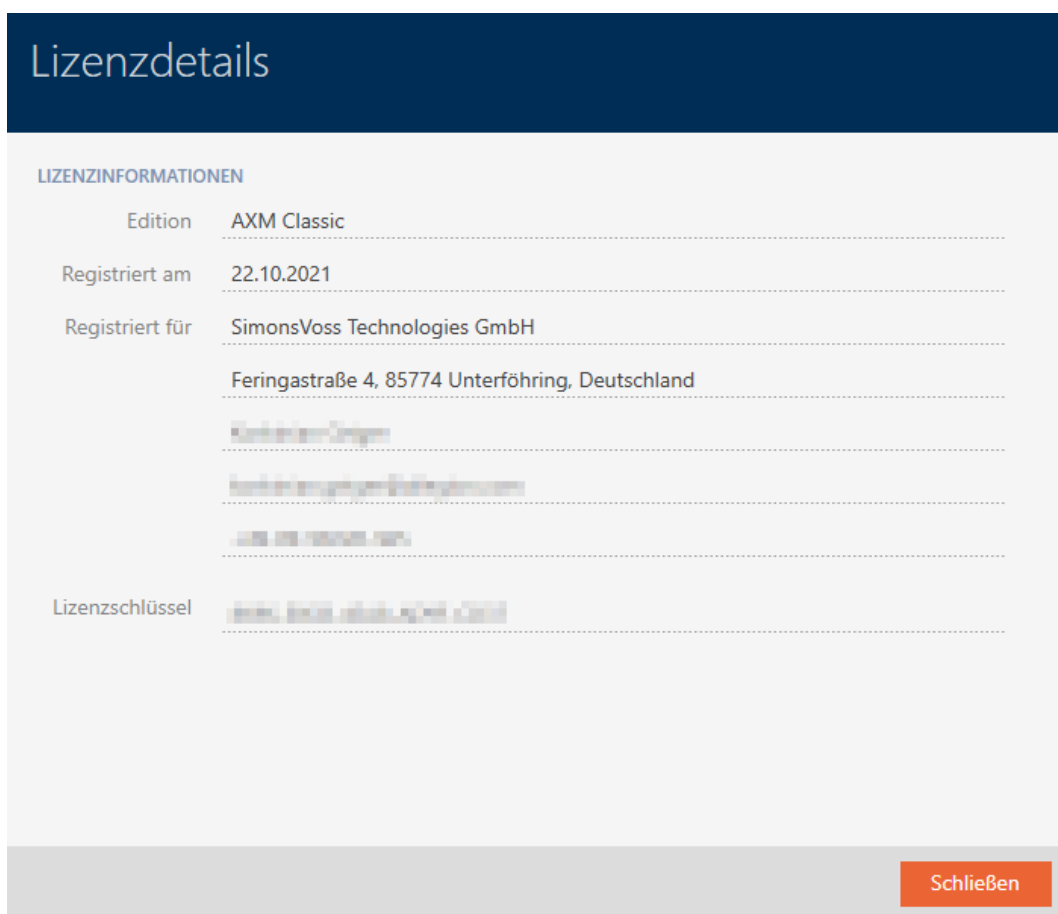 Lizenzdetails
LIZENZINFORMATIONEN
Edition AXM Classic
Registriert am 22.10.2021
Registriert für SimonsVoss Technologies GmbH
Feringastraße 4, 85774 Unterföhring, Deutschland
Lizenzschlüssel
Schließen